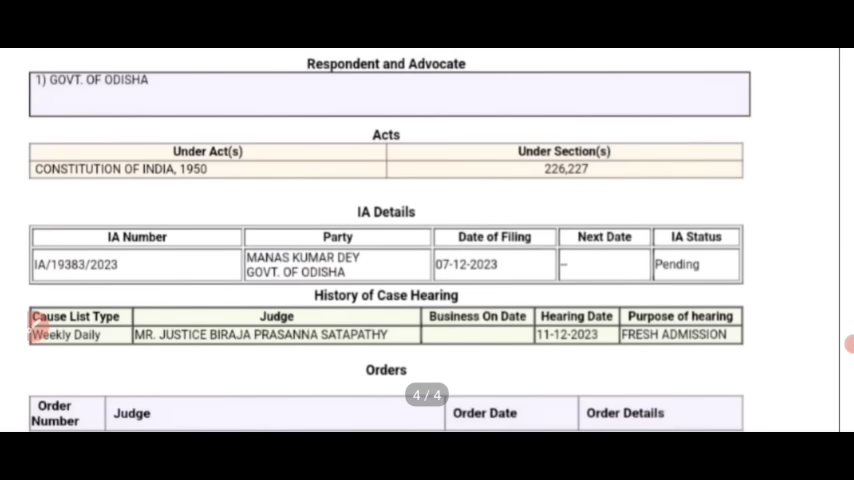 Respondent and Advocate
1) GOVT. OF ODISHA
Acts
Under Act(s) Under Section(s)
CONSTITUTION OF INDIA, 1950 226,227
IA Details
IA Number Party Date of Filing Next Date IA Status
IA/19383/2023 MANAS KUMAR DEY 07-12-2023 -- Pending
GOVT. OF ODISHA
History of Case Hearing
Cause List Type Judge Business On Date Hearing Date Purpose of hearing
Weekly Daily MR. JUSTICE BIRAJA PRASANNA SATAPATHY 11-12-2023 FRESH ADMISSION
Orders
4 / 4
Order Number Judge Order Date Order Details